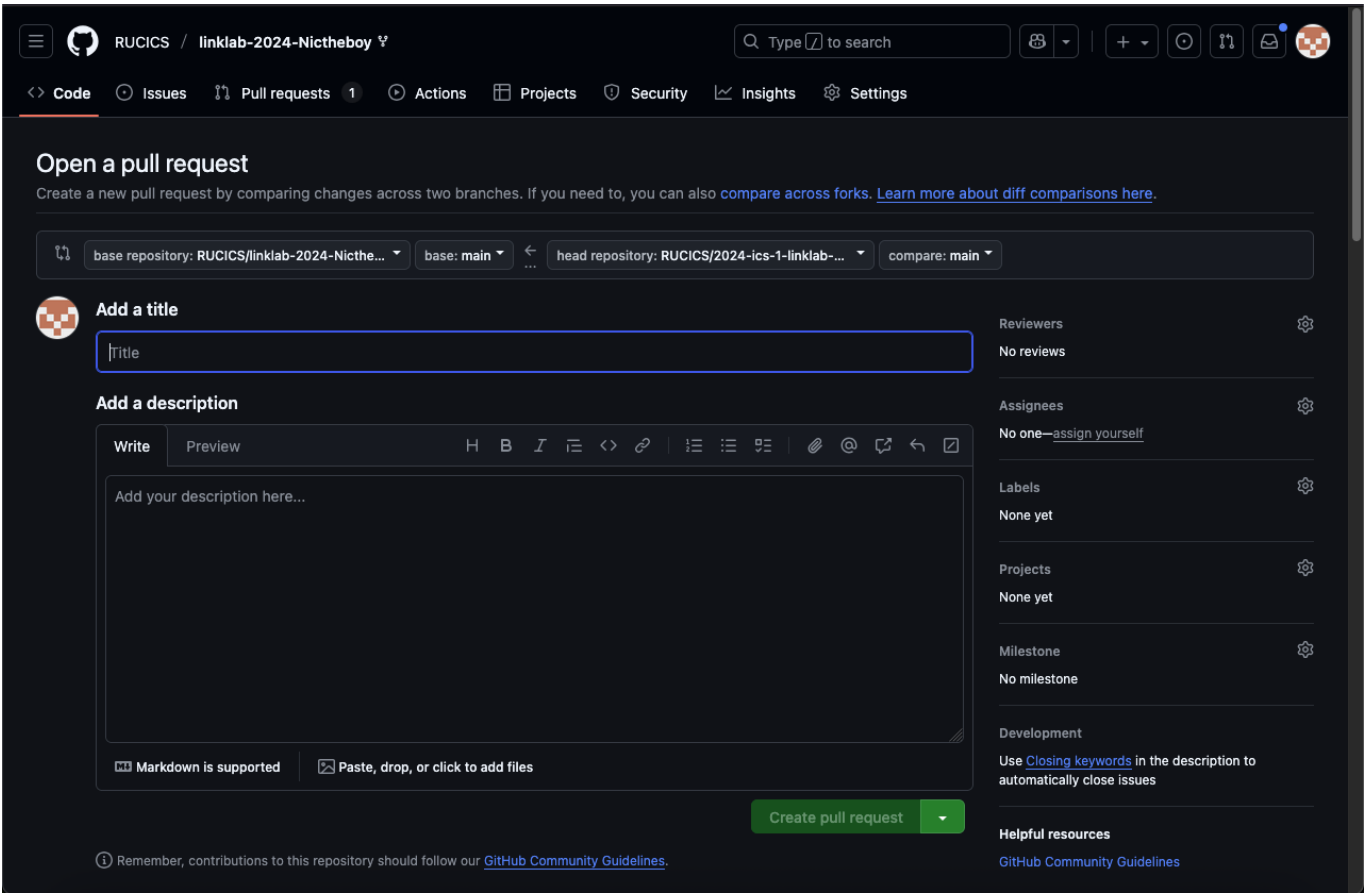 RUCICS / linklab-2024-Nictheboy
Type / to search
Code Issues Pull requests 1 Actions Projects Security Insights Settings
Open a pull request
Create a new pull request by comparing changes across two branches. If you need to, you can also compare across forks. Learn more about diff comparisons here.
base repository: RUCICS/linklab-2024-Nicthe... base: main ← ... head repository: RUCICS/2024-ics-1-linklab-... compare: main
Add a title
Title
Add a description
Write Preview
Add your description here...
Markdown is supported Paste, drop, or click to add files
Create pull request
Remember, contributions to this repository should follow our GitHub Community Guidelines.
Reviewers
No reviews
Assignees
No one—assign yourself
Labels
None yet
Projects
None yet
Milestone
No milestone
Development
Use Closing keywords in the description to
automatically close issues
Helpful resources
GitHub Community Guidelines